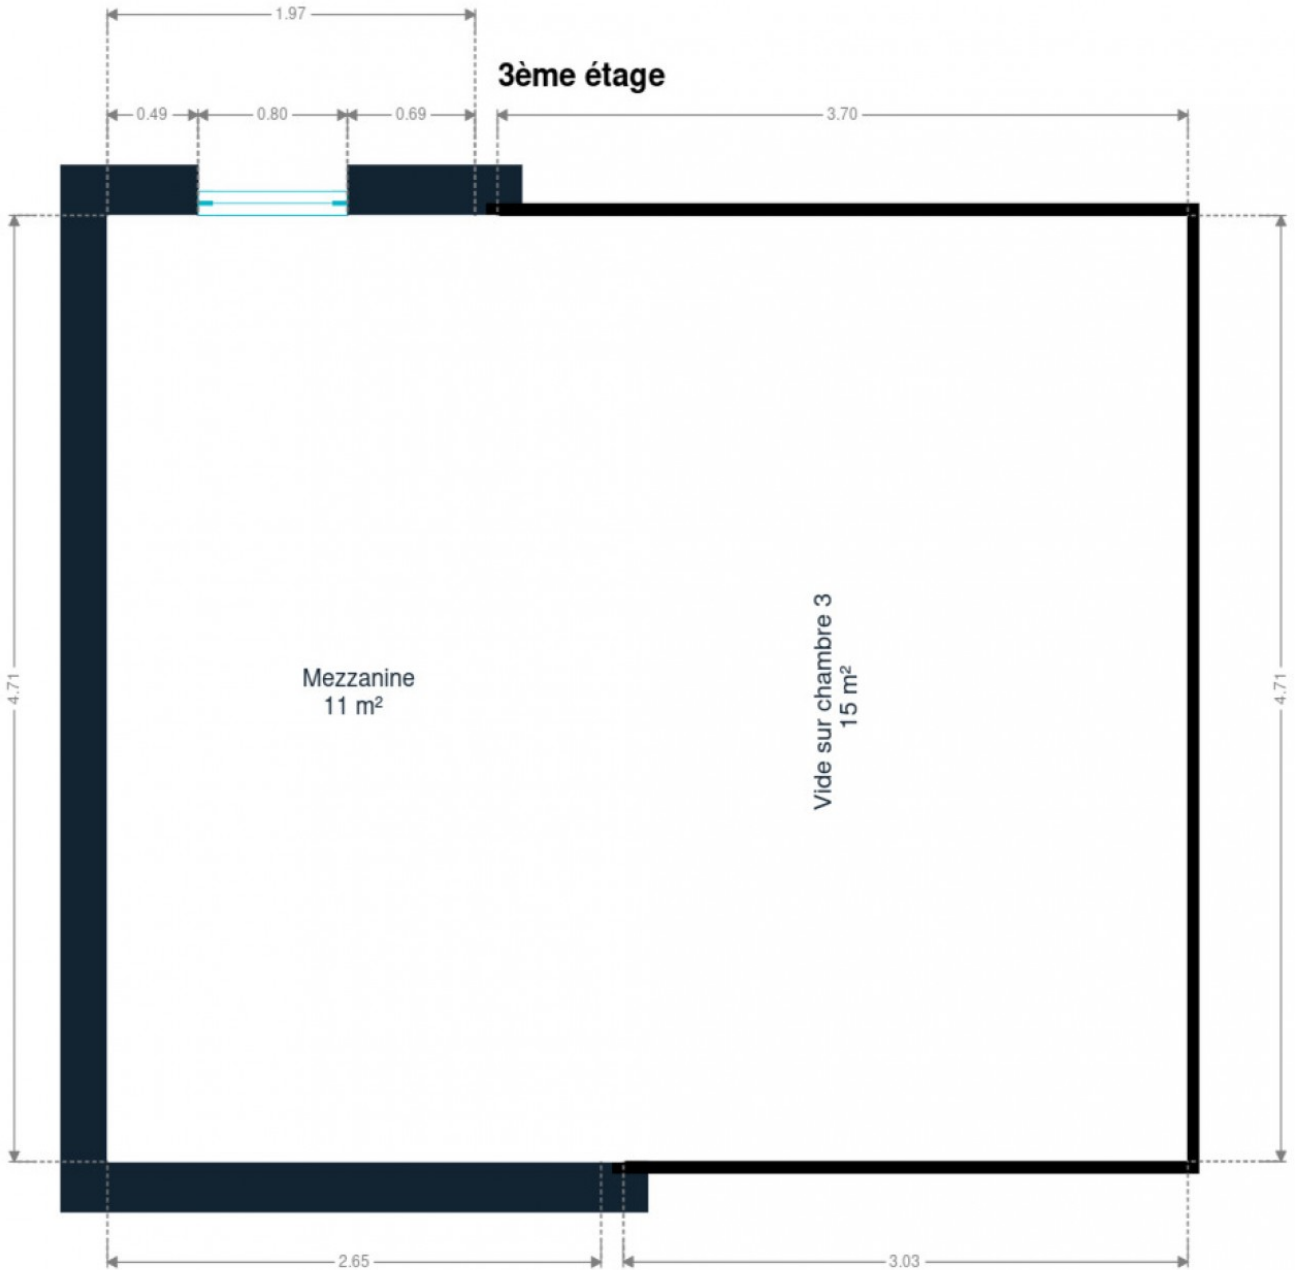 1.97
3ème étage
0.49
0.80
0.69
3.70
Mezzanine
11 m²
Vide sur chambre 3
15 m²
4.71
4.71
2.65
3.03